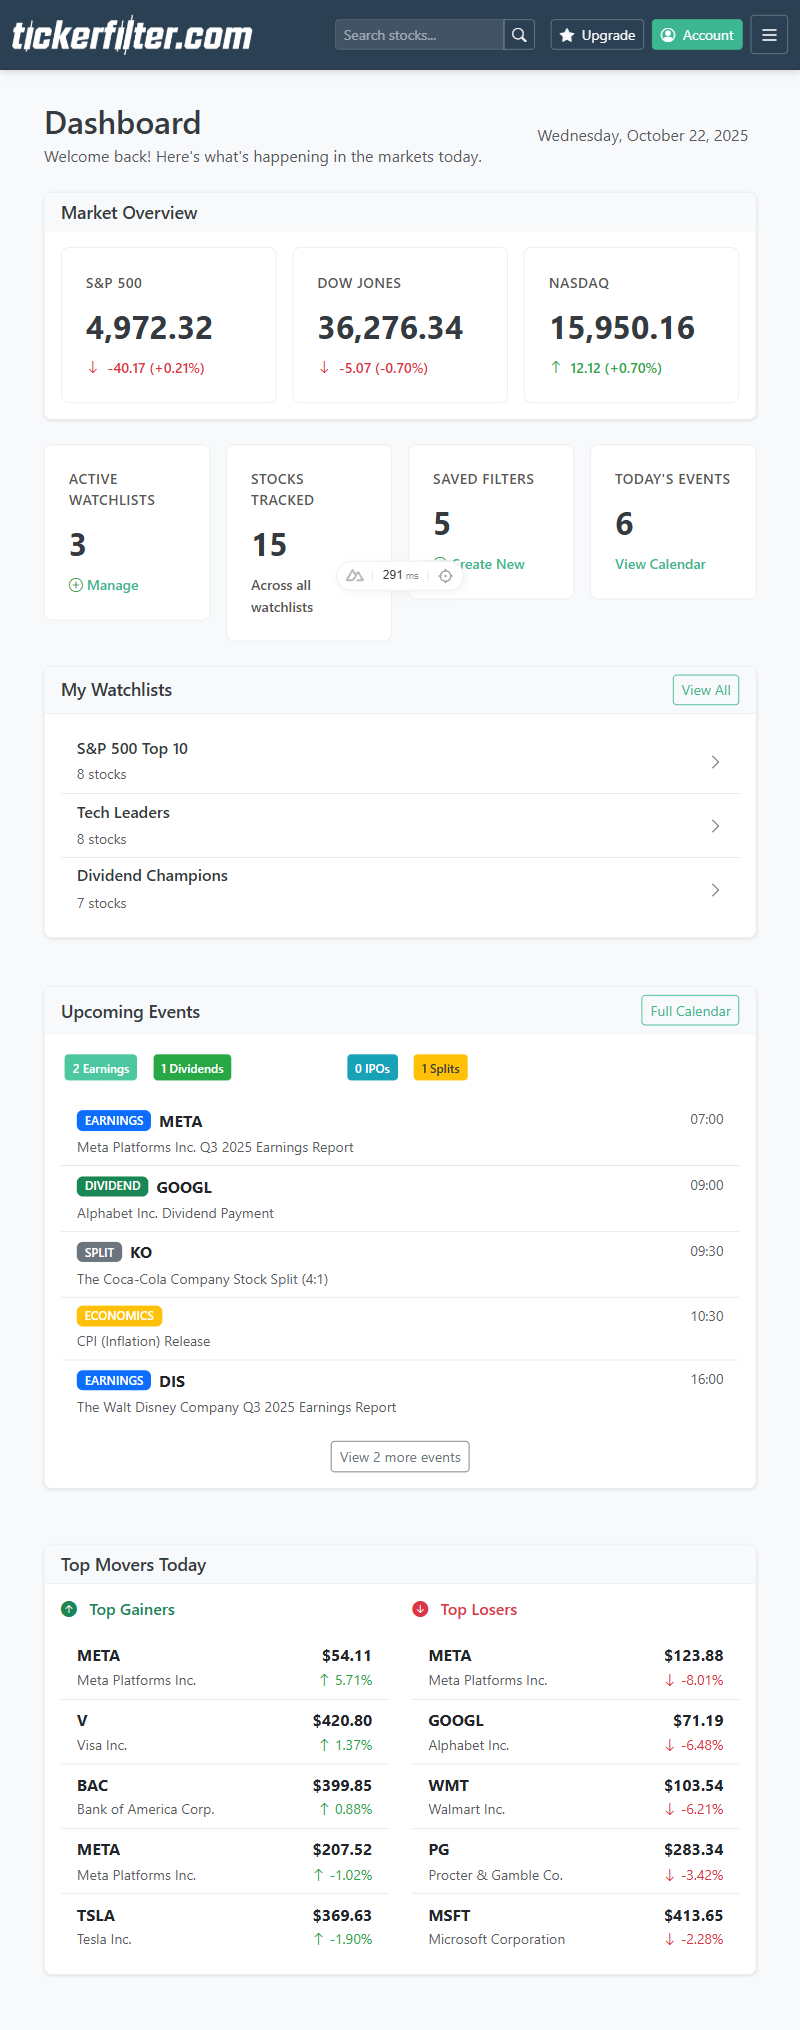 tickerfilter.com
Search stocks...
Upgrade
Account
Dashboard
Welcome back! Here's what's happening in the markets today.
Wednesday, October 22, 2025
Market Overview
S&P 500
4,972.32
-40.17 (+0.21%)
DOW JONES
36,276.34
-5.07 (-0.70%)
NASDAQ
15,950.16
12.12 (+0.70%)
ACTIVE
WATCHLISTS
3
Manage
STOCKS
TRACKED
15
Across all
watchlists
SAVED FILTERS
5
Create New
TODAY'S EVENTS
6
View Calendar
291 ms
My Watchlists
View All
S&P 500 Top 10
8 stocks
Tech Leaders
8 stocks
Dividend Champions
7 stocks
Upcoming Events
Full Calendar
2 Earnings
1 Dividends
0 IPOs
1 Splits
EARNINGS META
07:00
Meta Platforms Inc. Q3 2025 Earnings Report
DIVIDEND GOOGL
09:00
Alphabet Inc. Dividend Payment
SPLIT KO
09:30
The Coca-Cola Company Stock Split (4:1)
ECONOMICS
10:30
CPI (Inflation) Release
EARNINGS DIS
16:00
The Walt Disney Company Q3 2025 Earnings Report
View 2 more events
Top Movers Today
Top Gainers
META $54.11
Meta Platforms Inc. ↑ 5.71%
V $420.80
Visa Inc. ↑ 1.37%
BAC $399.85
Bank of America Corp. ↑ 0.88%
META $207.52
Meta Platforms Inc. ↑ -1.02%
TSLA $369.63
Tesla Inc. ↑ -1.90%
Top Losers
META $123.88
Meta Platforms Inc. ↓ -8.01%
GOOGL $71.19
Alphabet Inc. ↓ -6.48%
WMT $103.54
Walmart Inc. ↓ -6.21%
PG $283.34
Procter & Gamble Co. ↓ -3.42%
MSFT $413.65
Microsoft Corporation ↓ -2.28%